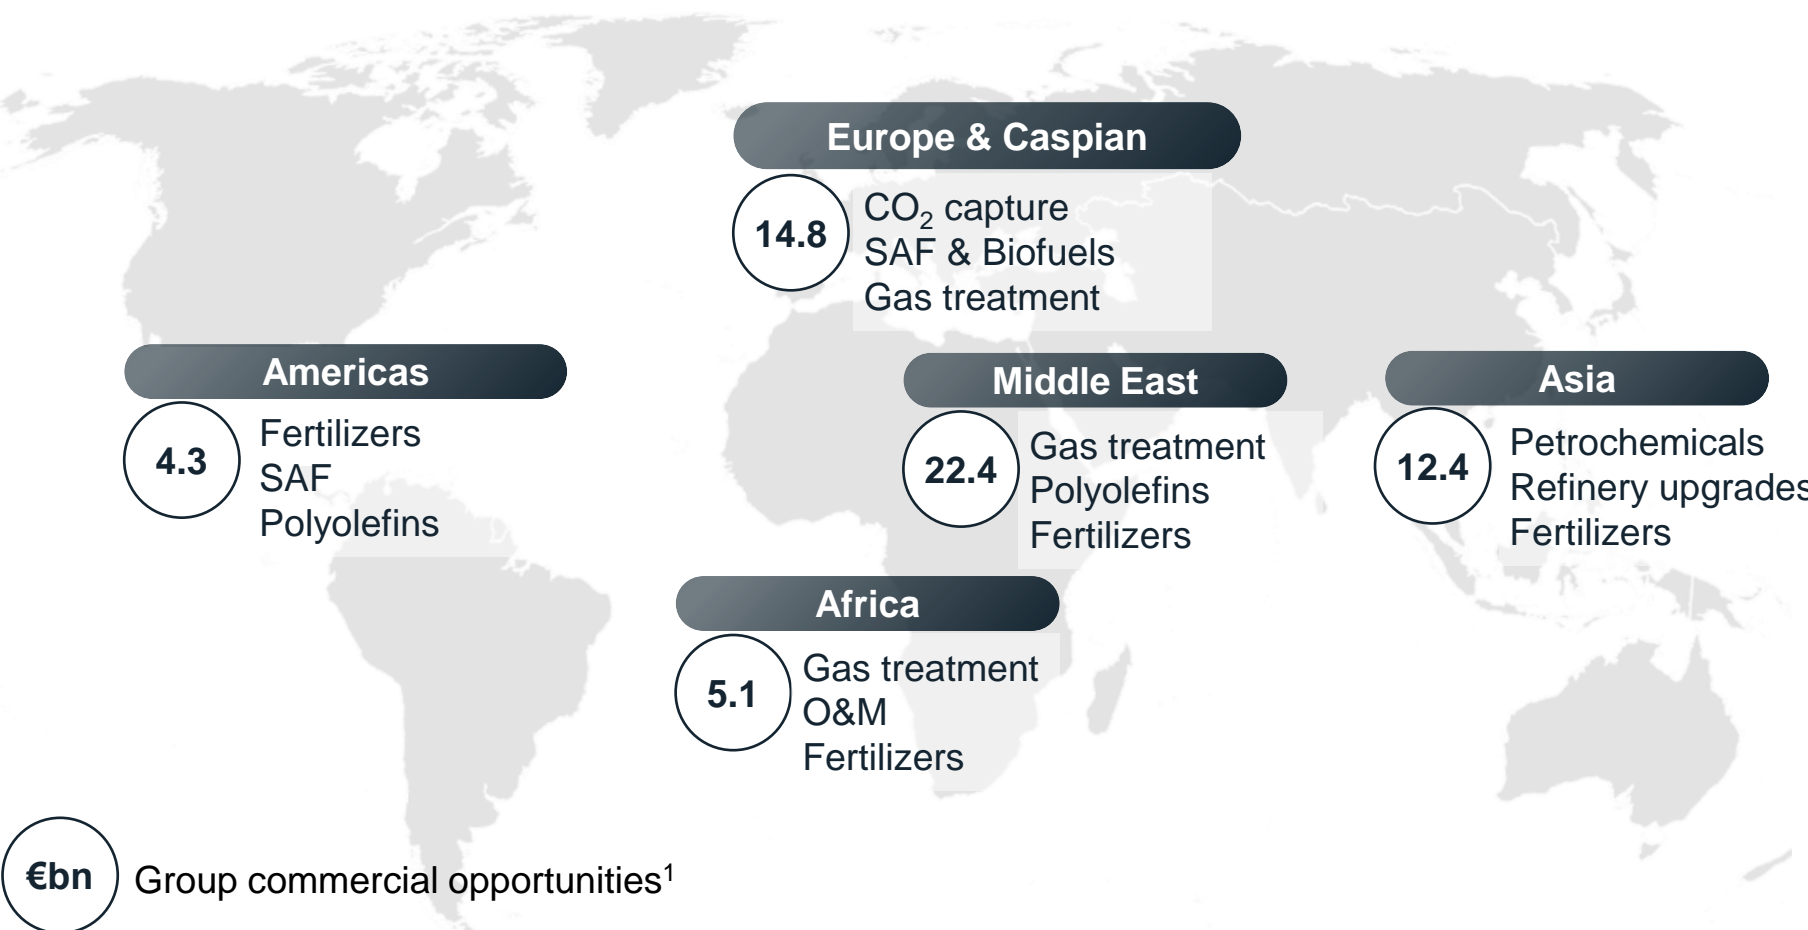 Europe & Caspian
14.8
CO₂ capture
SAF & Biofuels
Gas treatment
Americas
4.3
Fertilizers
SAF
Polyolefins
Middle East
22.4
Gas treatment
Polyolefins
Fertilizers
Asia
12.4
Petrochemicals
Refinery upgrades
Fertilizers
Africa
5.1
Gas treatment
O&M
Fertilizers
€bn
Group commercial opportunities¹